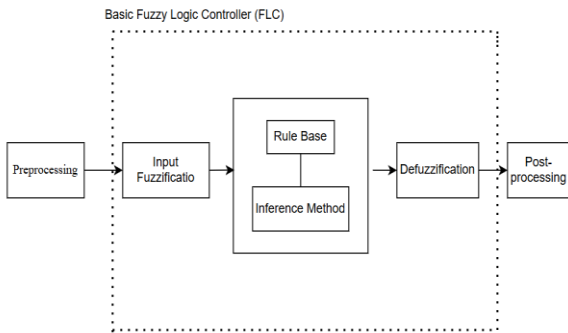 Basic Fuzzy Logic Controller (FLC)
Preprocessing
Input
Fuzzificatio
Rule Base
Inference Method
Defuzzification
Post-
processing